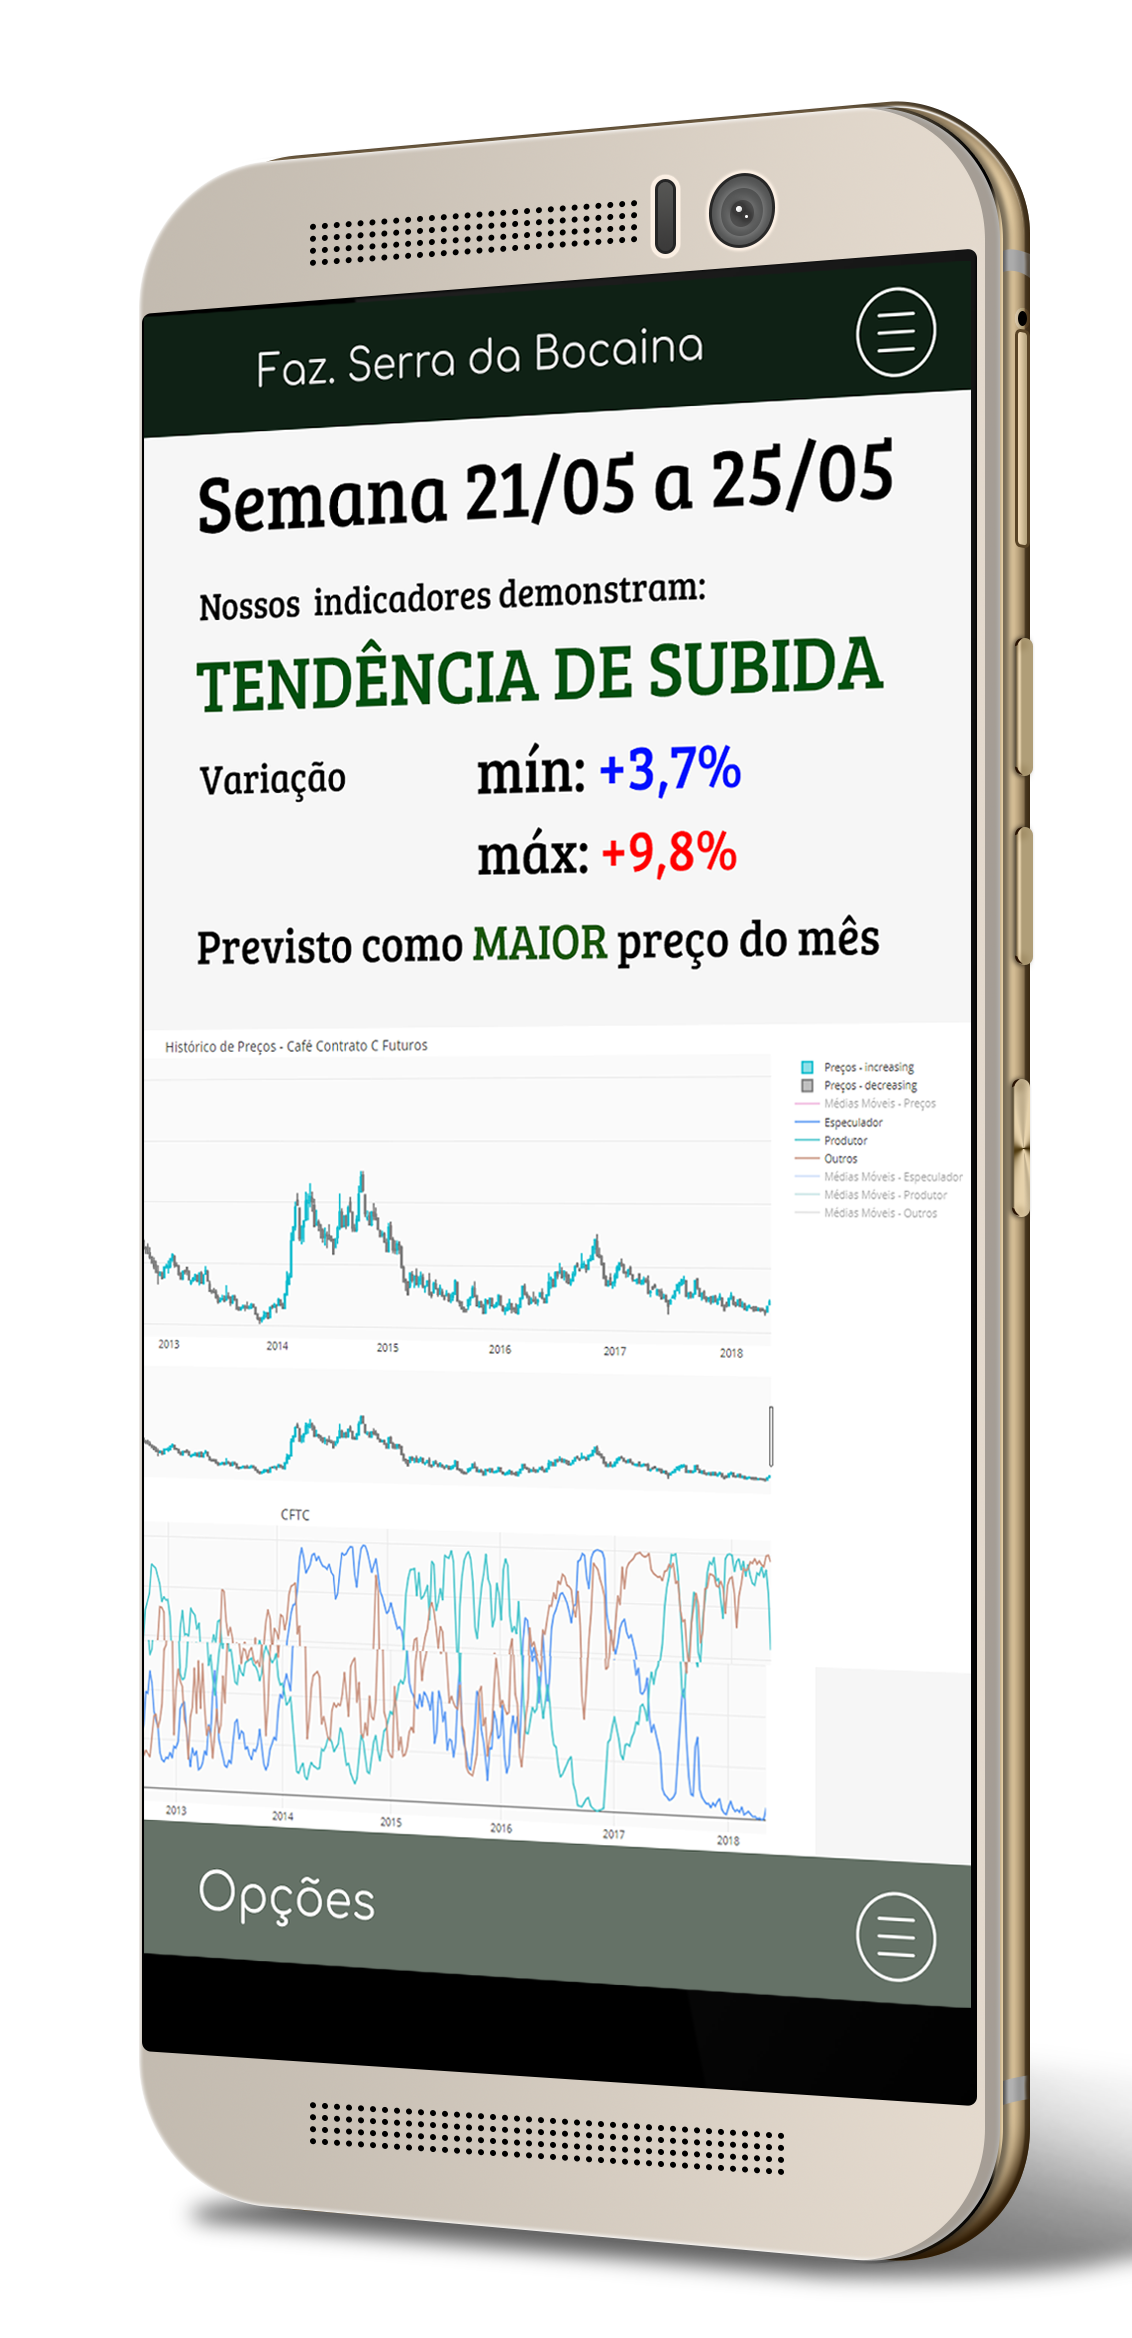 Faz. Serra da Bocaina
Semana 21/05 a 25/05
Nossos indicadores demonstram:
TENDÊNCIA DE SUBIDA
Variação mín: +3,7%
máx: +9,8%
Previsto como MAIOR preço do mês
Histórico de Preços - Café Contrato C Futuros
Preços - increasing
Preços - decreasing
Médias Móveis - Preços
Especulador
Produtor
Outros
Médias Móveis - Especulador
Médias Móveis - Produtor
Médias Móveis - Outros
2013 2014 2015 2016 2017 2018
CFTC
2013 2014 2015 2016 2017 2018
Opções